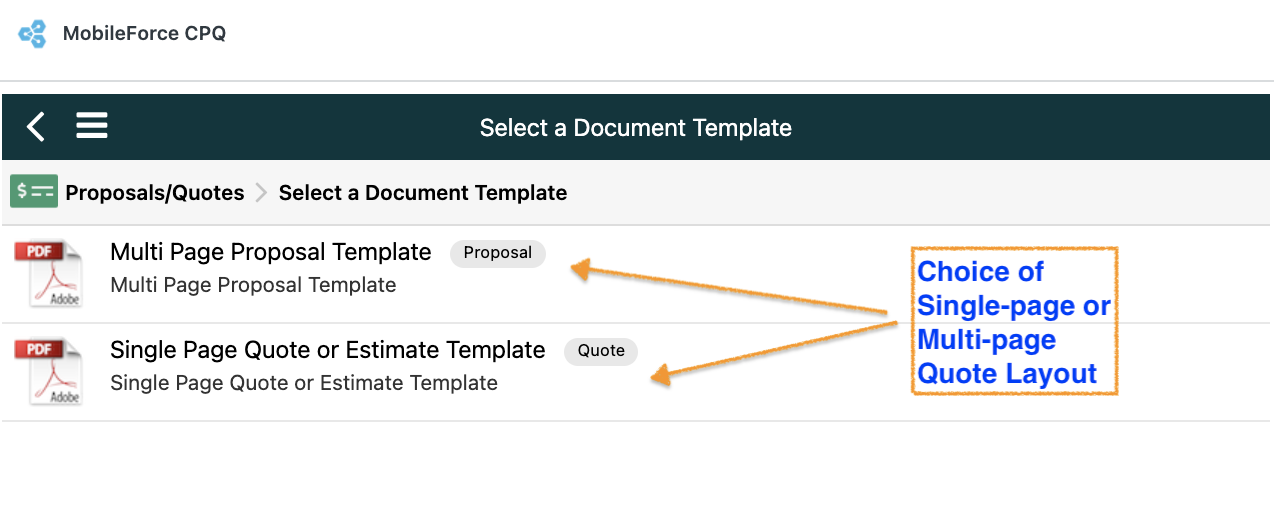 MobileForce CPQ
Select a Document Template
Proposals/Quotes > Select a Document Template
PDF
Adobe
Multi Page Proposal Template Proposal
Multi Page Proposal Template
PDF
Adobe
Single Page Quote or Estimate Template Quote
Single Page Quote or Estimate Template
Choice of
Single-page or
Multi-page
Quote Layout